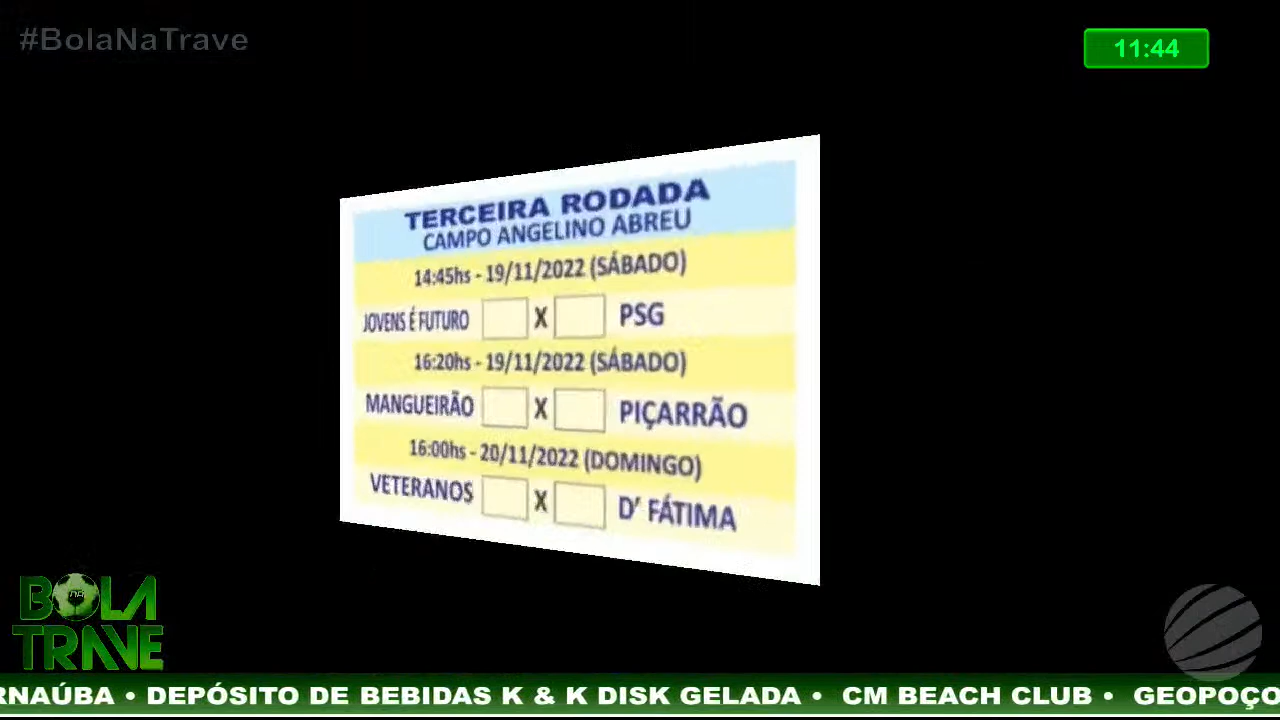 #BolaNaTrave
11:44
TERCEIRA RODADA
CAMPO ANGELINO ABREU
14:45hs - 19/11/2022 (SÁBADO)
JOVENS É FUTURO X PSG
16:20hs - 19/11/2022 (SÁBADO)
MANGUEIRÃO X PIÇARRÃO
16:00hs - 20/11/2022 (DOMINGO)
VETERANOS X D' FÁTIMA
BOLA NA
TRAVE
RNAÚBA • DEPÓSITO DE BEBIDAS K & K DISK GELADA • CM BEACH CLUB • GEOPOÇO